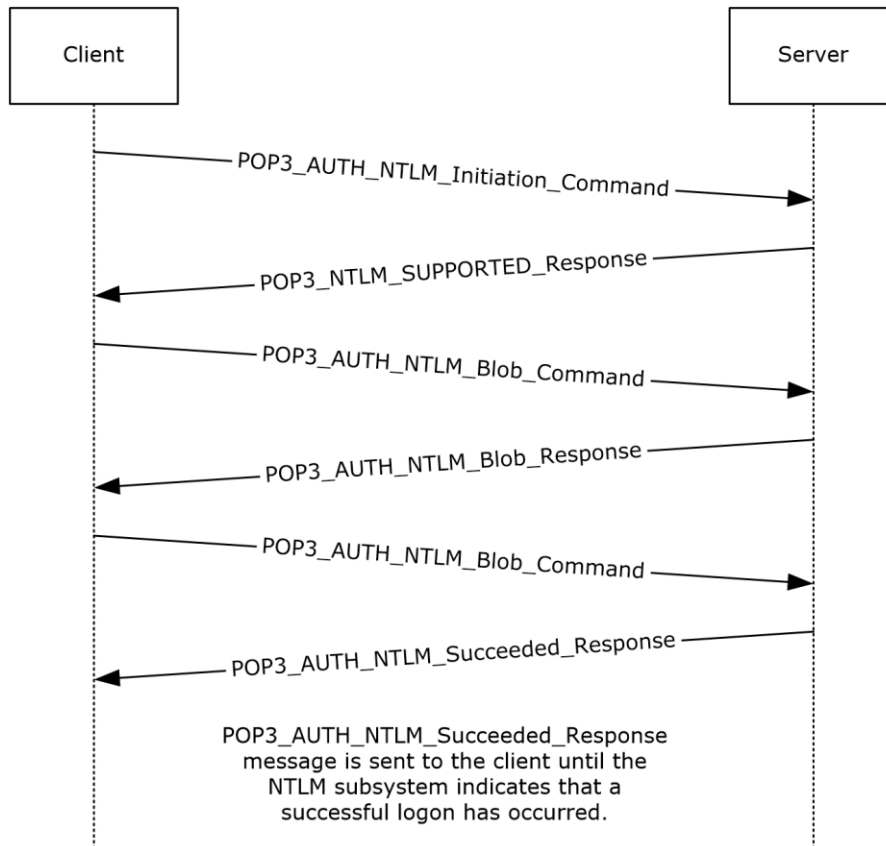 Client
Server
POP3_AUTH_NTLM_Initiation_Command
POP3_NTLM_SUPPORTED_Response
POP3_AUTH_NTLM_Blob_Command
POP3_AUTH_NTLM_Blob_Response
POP3_AUTH_NTLM_Blob_Command
POP3_AUTH_NTLM_Succeeded_Response
POP3_AUTH_NTLM_Succeeded_Response
message is sent to the client until the
NTLM subsystem indicates that a
successful logon has occurred.